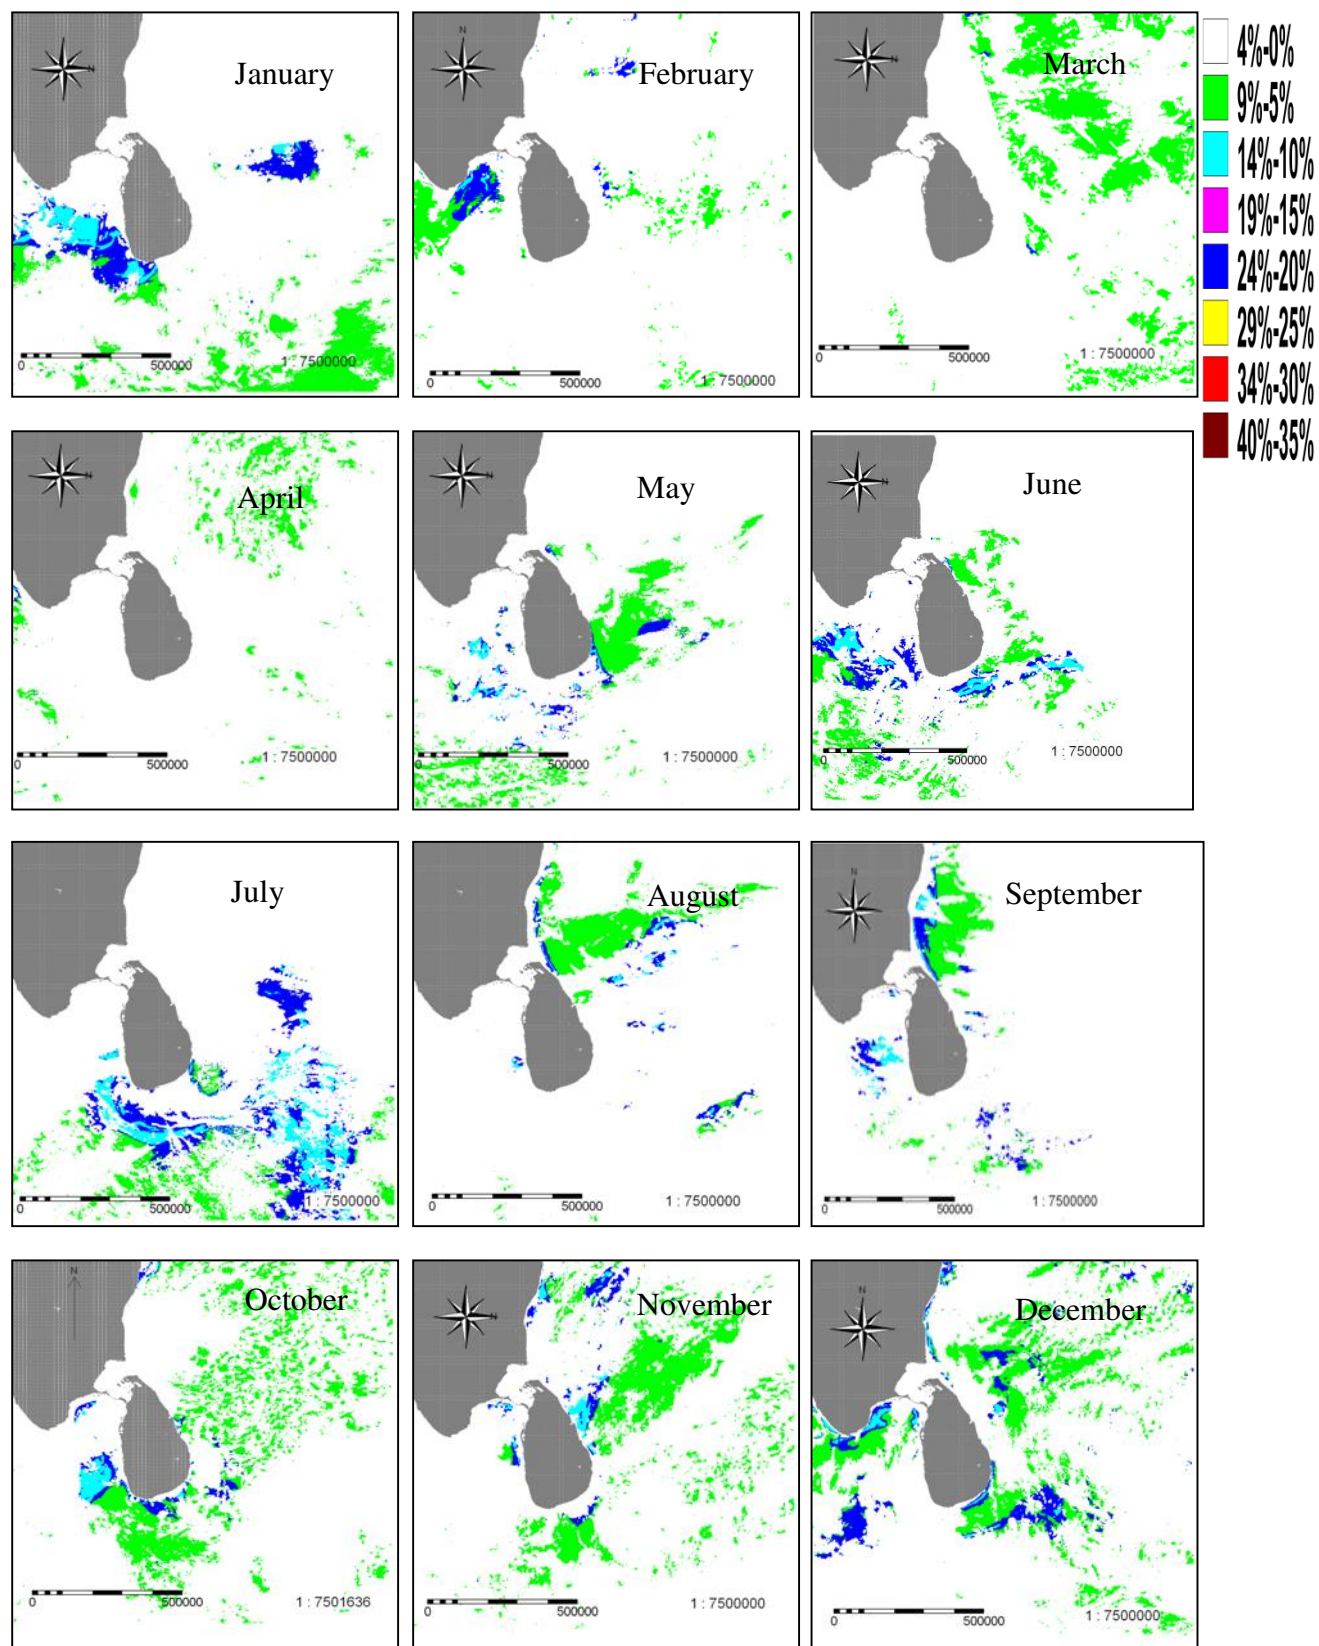 January
N
0
500000
1 : 7500000
N
February
0
500000
1 : 7500000
N
March
0
500000
1 : 7500000
4%-0%
9%-5%
14%-10%
19%-15%
24%-20%
29%-25%
34%-30%
40%-35%
N
April
0
500000
1 : 7500000
N
May
0
500000
1 : 7500000
N
June
0
500000
1 : 7500000
July
0
500000
1 : 7500000
August
0
500000
1 : 7500000
N
September
0
500000
1 : 7500000
N
October
0
500000
1 : 7501636
N
November
0
500000
1 : 7500000
N
December
0
500000
1 : 7500000